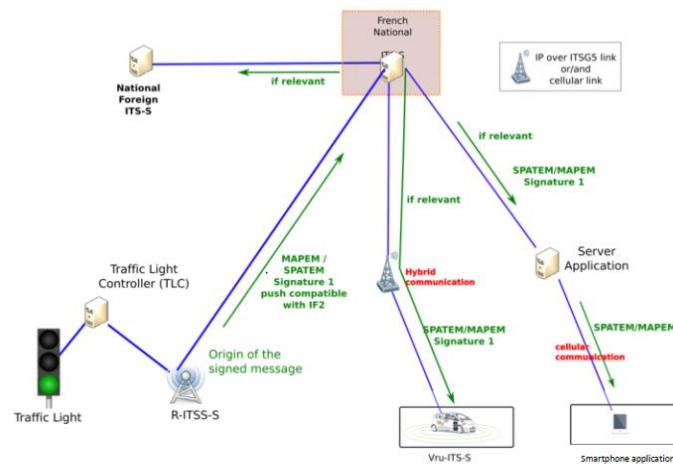 French
National
ITS-S
IP over ITSG5 link
or/and
cellular link
National
Foreign
ITS-S
if relevant
if relevant
SPATEM/MAPEM
Signature 1
if relevant
Traffic Light
Controller (TLC)
MAPEM /
SPATEM
Signature 1
push compatible
with IF2
Hybrid
communication
Server
Application
SPATEM/MAPEM
Signature 1
SPATEM/MAPEM
cellular
communication
Origin of the
signed message
Traffic Light
R-ITSS-S
Vru-ITS-S
Smartphone application